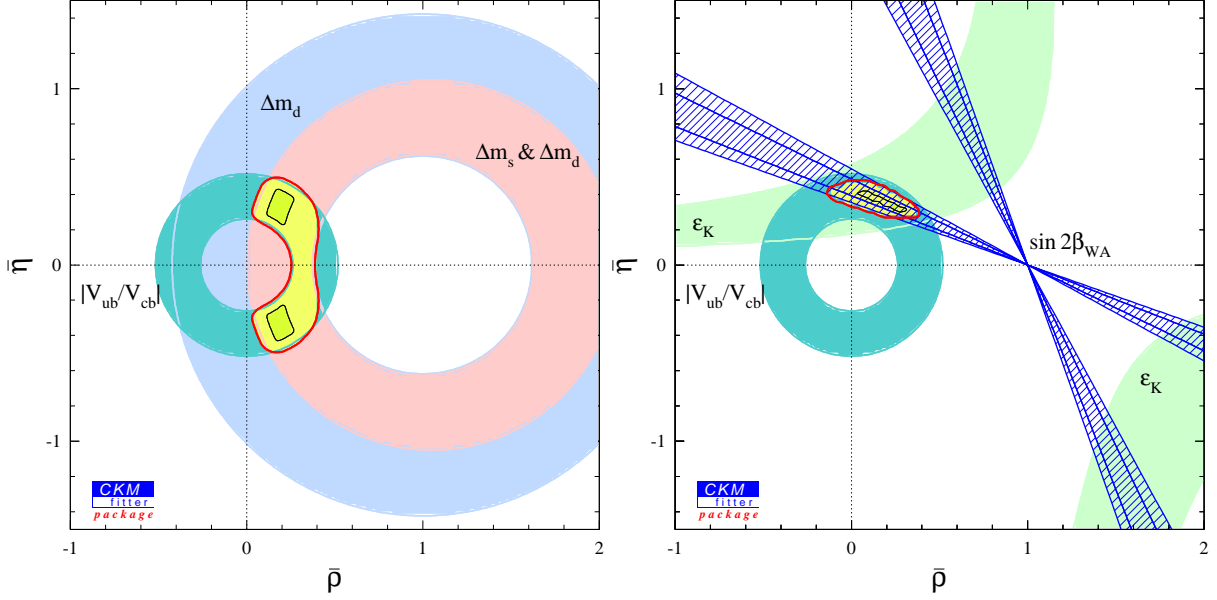 1
0
-1
-1
0
1
2
η̄
ρ̄
Δm_d
Δm_s & Δm_d
|V_ub/V_cb|
CKM
fitter
package
1
0
-1
-1
0
1
2
η̄
ρ̄
ε_K
sin 2β_WA
|V_ub/V_cb|
ε_K
CKM
fitter
package